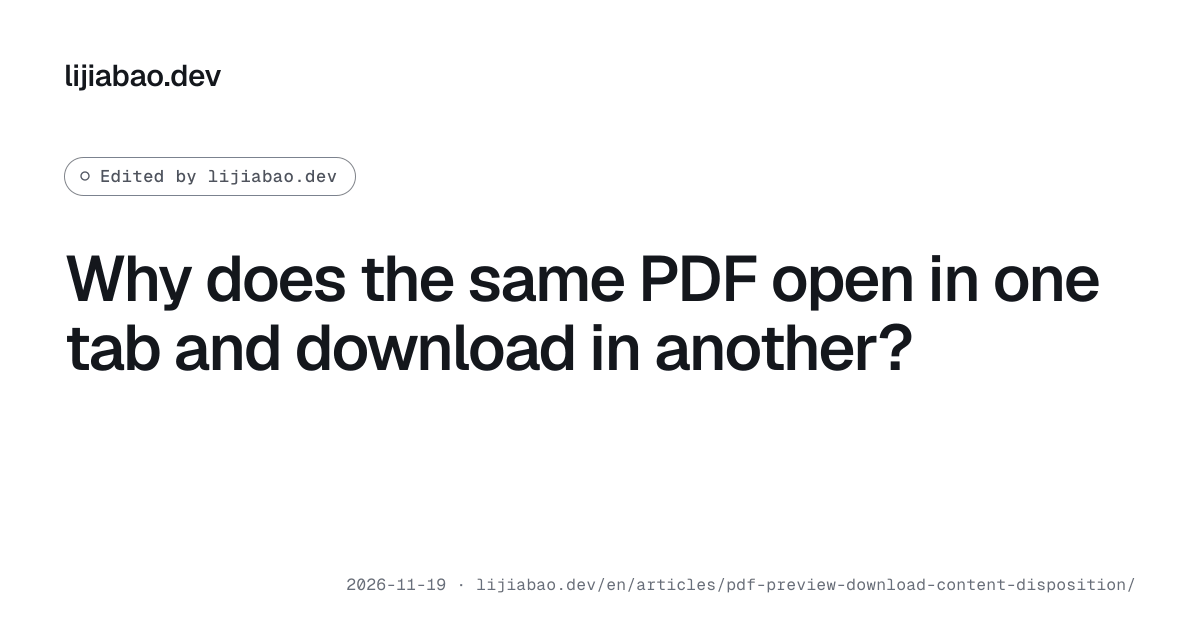 lijiabao.dev
Edited by lijiabao.dev
Why does the same PDF open in one
tab and download in another?
2026-11-19 · lijiabao.dev/en/articles/pdf-preview-download-content-disposition/